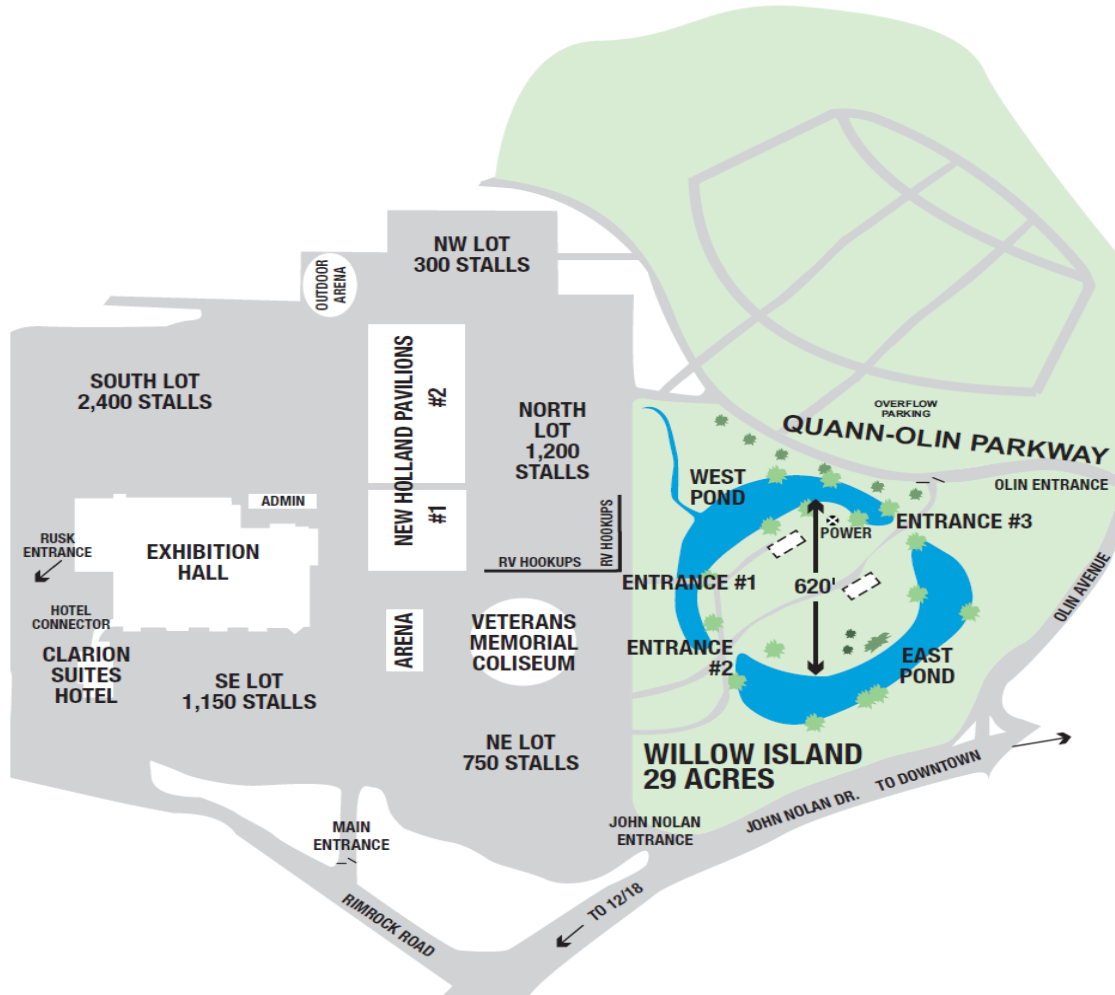 NW LOT
300 STALLS
OUTDOOR
ARENA
SOUTH LOT
2,400 STALLS
NEW HOLLAND PAVILIONS
#2
#1
NORTH
LOT
1,200
STALLS
OVERFLOW
PARKING
QUANN-OLIN PARKWAY
OLIN ENTRANCE
WEST
POND
ADMIN
RUSK
ENTRANCE
EXHIBITION
HALL
RV HOOKUPS
RV HOOKUPS
POWER
ENTRANCE #3
ENTRANCE #1
620'
OLIN AVENUE
HOTEL
CONNECTOR
ARENA
VETERANS
MEMORIAL
COLISEUM
ENTRANCE
#2
EAST
POND
CLARION
SUITES
HOTEL
SE LOT
1,150 STALLS
NE LOT
750 STALLS
WILLOW ISLAND
29 ACRES
JOHN NOLAN DR. TO DOWNTOWN
JOHN NOLAN
ENTRANCE
MAIN
ENTRANCE
TO 12/18
RIMROCK ROAD